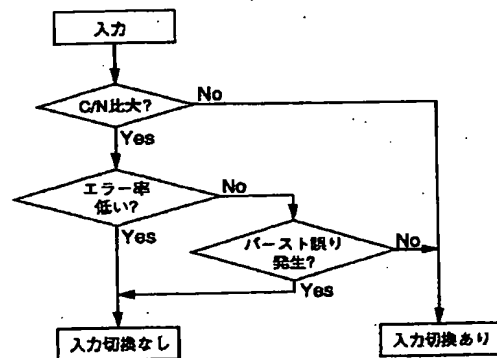 入力
C/N比大?
No
Yes
エラー率
低い?
No
Yes
バースト誤り
発生?
No
Yes
入力切換なし
入力切換あり